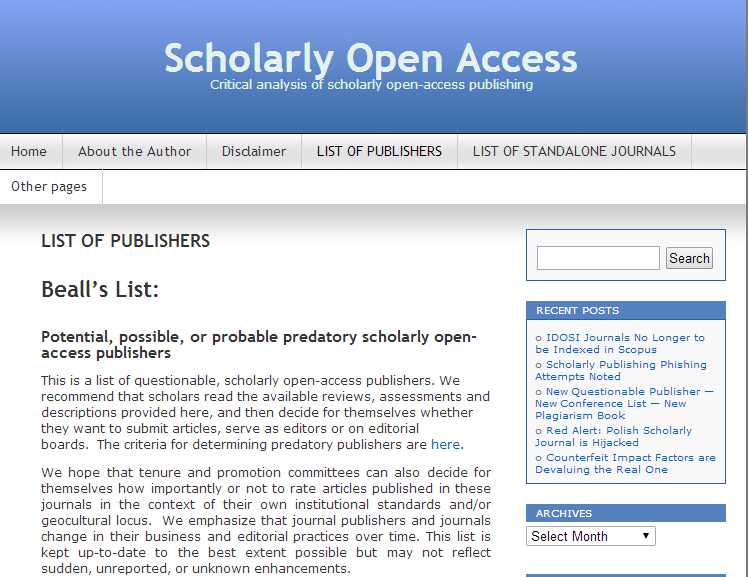 Scholarly Open Access
Critical analysis of scholarly open-access publishing
Home
About the Author
Disclaimer
LIST OF PUBLISHERS
LIST OF STANDALONE JOURNALS
Other pages
LIST OF PUBLISHERS
Beall’s List:
Potential, possible, or probable predatory scholarly open-
access publishers
This is a list of questionable, scholarly open-access publishers. We
recommend that scholars read the available reviews, assessments and
descriptions provided here, and then decide for themselves whether
they want to submit articles, serve as editors or on editorial
boards.  The criteria for determining predatory publishers are here.
We hope that tenure and promotion committees can also decide for
themselves how importantly or not to rate articles published in these
journals in the context of their own institutional standards and/or
geocultural locus.  We emphasize that journal publishers and journals
change in their business and editorial practices over time. This list is
kept up-to-date to the best extent possible but may not reflect
sudden, unreported, or unknown enhancements.
Search
RECENT POSTS
IDOSI Journals No Longer to
be Indexed in Scopus
Scholarly Publishing Phishing
Attempts Noted
New Questionable Publisher —
New Conference List — New
Plagiarism Book
Red Alert: Polish Scholarly
Journal is Hijacked
Counterfeit Impact Factors are
Devaluing the Real One
ARCHIVES
Select Month